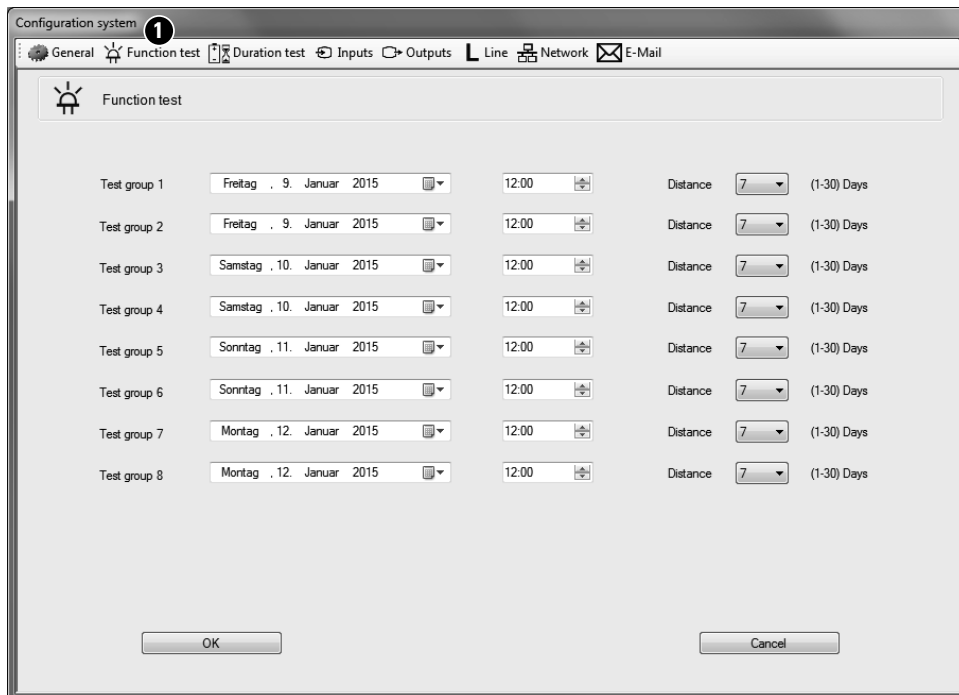 Configuration system
1
General Function test Duration test Inputs Outputs L Line Network E-Mail
Function test
Test group 1 Freitag , 9. Januar 2015 12:00 Distance 7 (1-30) Days
Test group 2 Freitag , 9. Januar 2015 12:00 Distance 7 (1-30) Days
Test group 3 Samstag , 10. Januar 2015 12:00 Distance 7 (1-30) Days
Test group 4 Samstag , 10. Januar 2015 12:00 Distance 7 (1-30) Days
Test group 5 Sonntag , 11. Januar 2015 12:00 Distance 7 (1-30) Days
Test group 6 Sonntag , 11. Januar 2015 12:00 Distance 7 (1-30) Days
Test group 7 Montag , 12. Januar 2015 12:00 Distance 7 (1-30) Days
Test group 8 Montag , 12. Januar 2015 12:00 Distance 7 (1-30) Days
OK Cancel